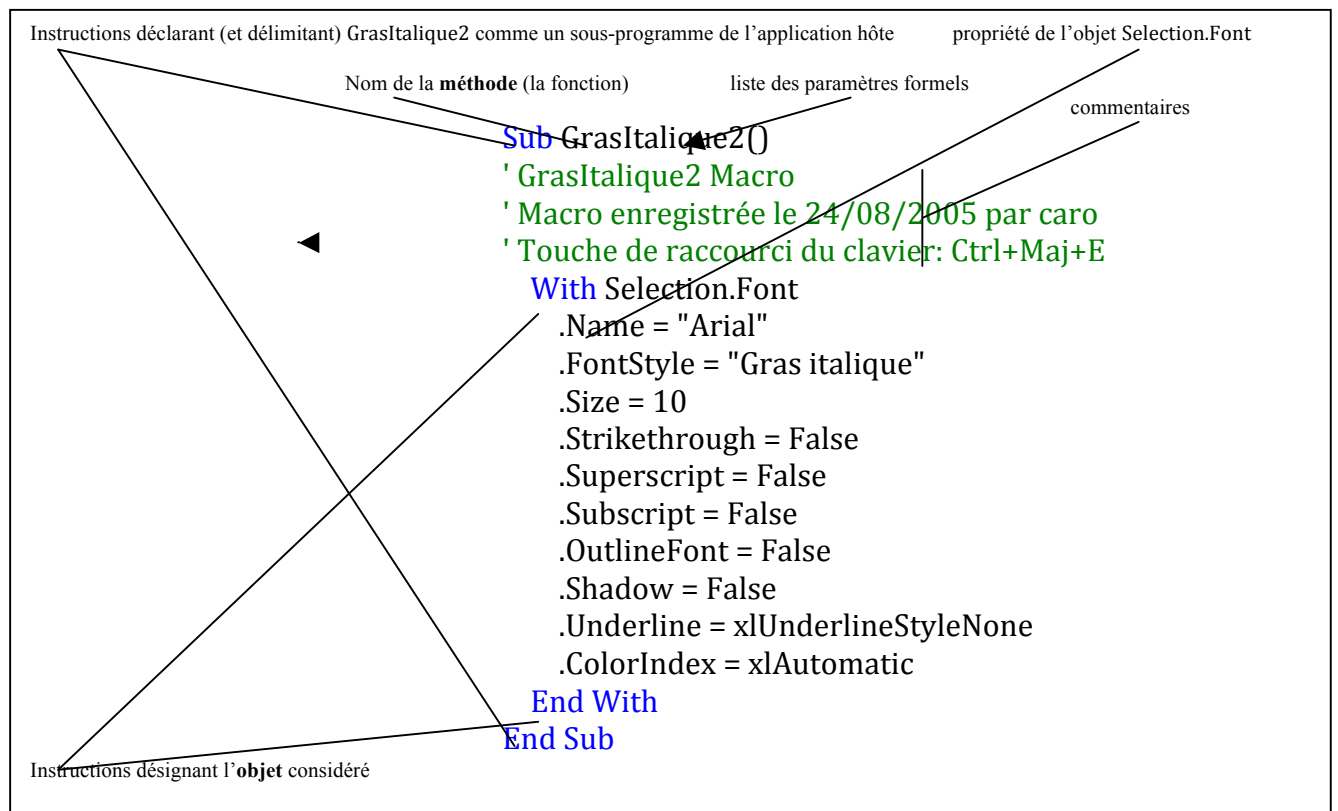 Instructions déclarant (et délimitant) GrasItalique2 comme un sous-programme de l’application hôte propriété de l’objet Selection.Font
Nom de la méthode (la fonction) liste des paramètres formels
commentaires
Sub GrasItalique2()
' GrasItalique2 Macro
' Macro enregistrée le 24/08/2005 par caro
' Touche de raccourci du clavier: Ctrl+Maj+E
With Selection.Font
.Name = "Arial"
.FontStyle = "Gras italique"
.Size = 10
.Strikethrough = False
.Superscript = False
.Subscript = False
.OutlineFont = False
.Shadow = False
.Underline = xlUnderlineStyleNone
.ColorIndex = xlAutomatic
End With
End Sub
Instructions désignant l’objet considéré